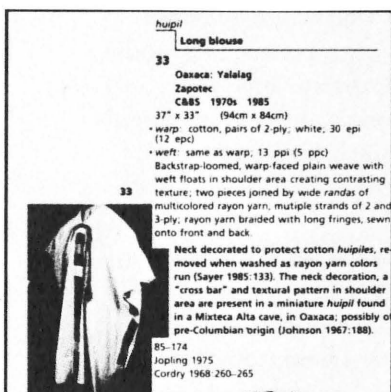 huipil
Long blouse
33
Oaxaca: Yalalag
Zapotec
C&BS 1970s 1985
37" x 33" (94cm x 84cm)
• warp: cotton, pairs of 2-ply; white; 30 epi
(12 epc)
• weft: same as warp; 13 ppi (5 ppc)
Backstrap-loomed, warp-faced plain weave with
weft floats in shoulder area creating contrasting
texture; two pieces joined by wide randas of
multicolored rayon yarn, mutiple strands of 2 and
3-ply; rayon yarn braided with long fringes, sewn
onto front and back.
33
Neck decorated to protect cotton huipiles, re-
moved when washed as rayon yarn colors
run (Sayer 1985:133). The neck decoration, a
"cross bar" and textural pattern in shoulder
area are present in a miniature huipil found
in a Mixteca Alta cave, in Oaxaca; possibly of
pre-Columbian origin (Johnson 1967:188).
85-174
Jopling 1975
Cordry 1968:260-265